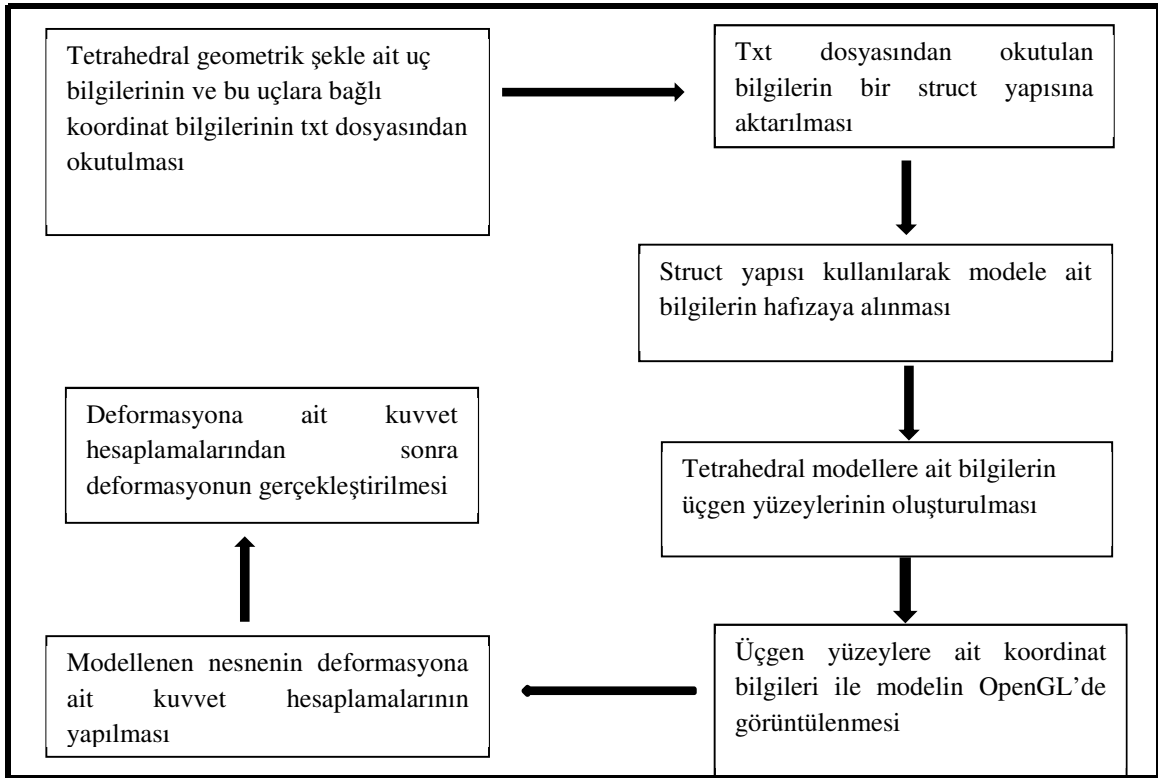 Tetrahedral geometrik şekle ait uç
bilgilerinin ve bu uçlara bağlı
koordinat bilgilerinin txt dosyasından
okutulması
Txt dosyasından okutulan
bilgilerin bir struct yapısına
aktarılması
Struct yapısı kullanılarak modele ait
bilgilerin hafızaya alınması
Tetrahedral modellere ait bilgilerin
üçgen yüzeylerinin oluşturulması
Üçgen yüzeylere ait koordinat
bilgileri ile modelin OpenGL’de
görüntülenmesi
Modellenen nesnenin deformasyona
ait kuvvet hesaplamalarının
yapılması
Deformasyona ait kuvvet
hesaplamalarından sonra
deformasyonun gerçekleştirilmesi